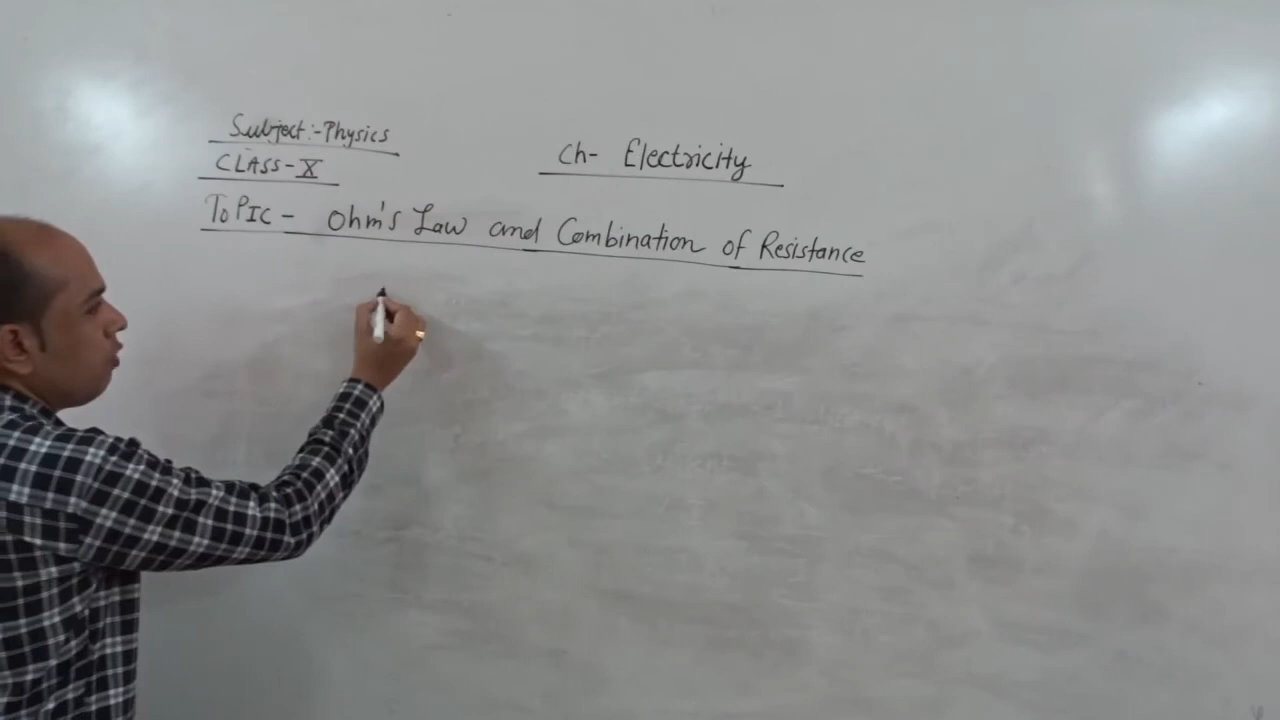 Subject:-Physics
CLASS-X
Ch- Electricity
TOPIC- Ohm's Law and Combination of Resistance